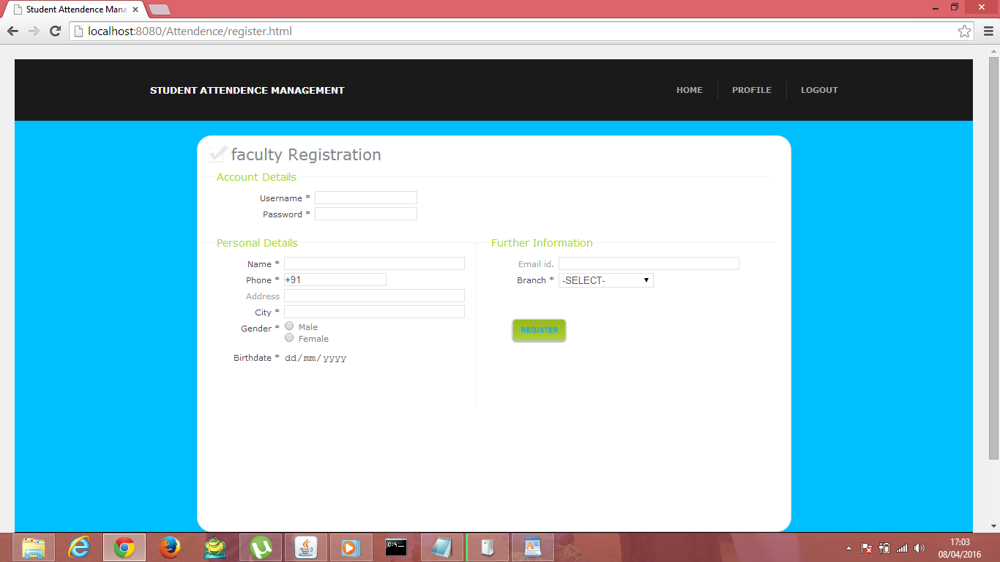 Student Attendence Mana
localhost:8080/Attendence/register.html
STUDENT ATTENDENCE MANAGEMENT
HOME PROFILE LOGOUT
faculty Registration
Account Details
Username *
Password *
Personal Details
Name *
Phone * +91
Address
City *
Gender * Male
Female
Birthdate * dd/mm/yyyy
Further Information
Email id.
Branch * -SELECT-
REGISTER
C:\_
17:03
08/04/2016